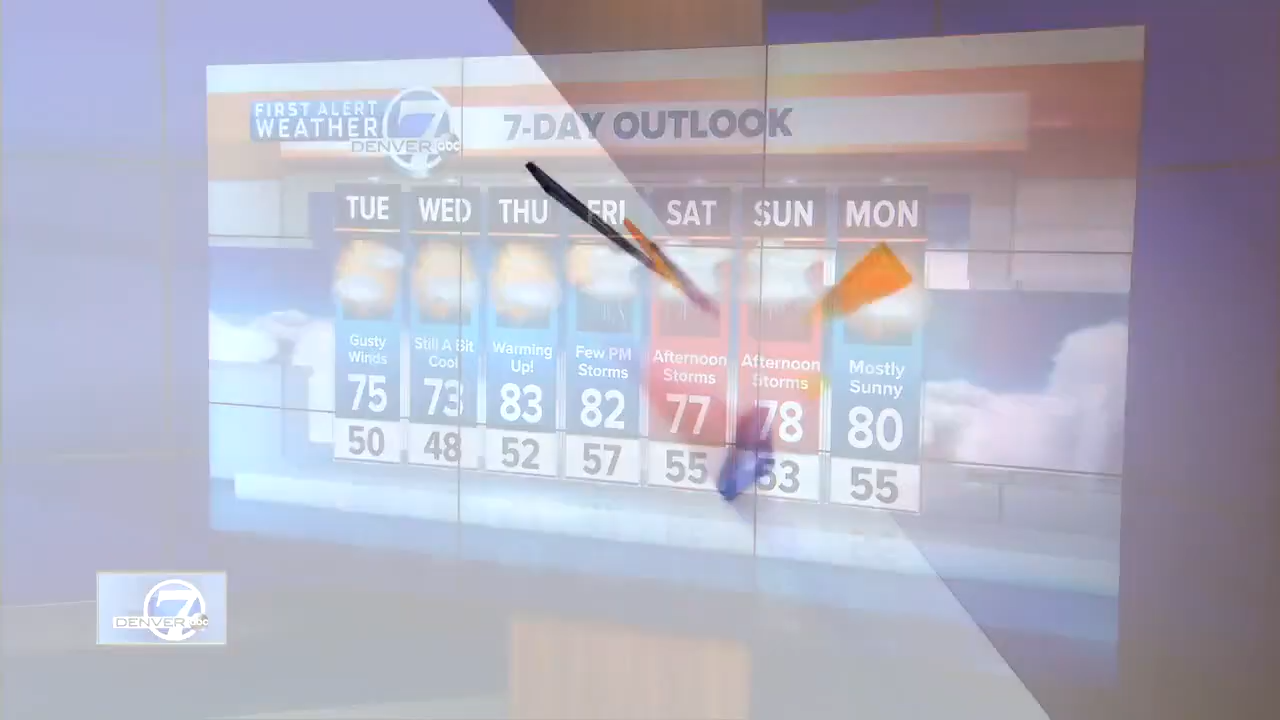 FIRST ALERT
WEATHER
7
DENVER abc
7-DAY OUTLOOK
TUE WED THU FRI SAT SUN MON
Gusty Winds
Still A Bit Cool
Warming Up!
Few PM Storms
Afternoon Storms
Afternoon Storms
Mostly Sunny
75 73 83 82 77 78 80
50 48 52 57 55 53 55
7
DENVER abc